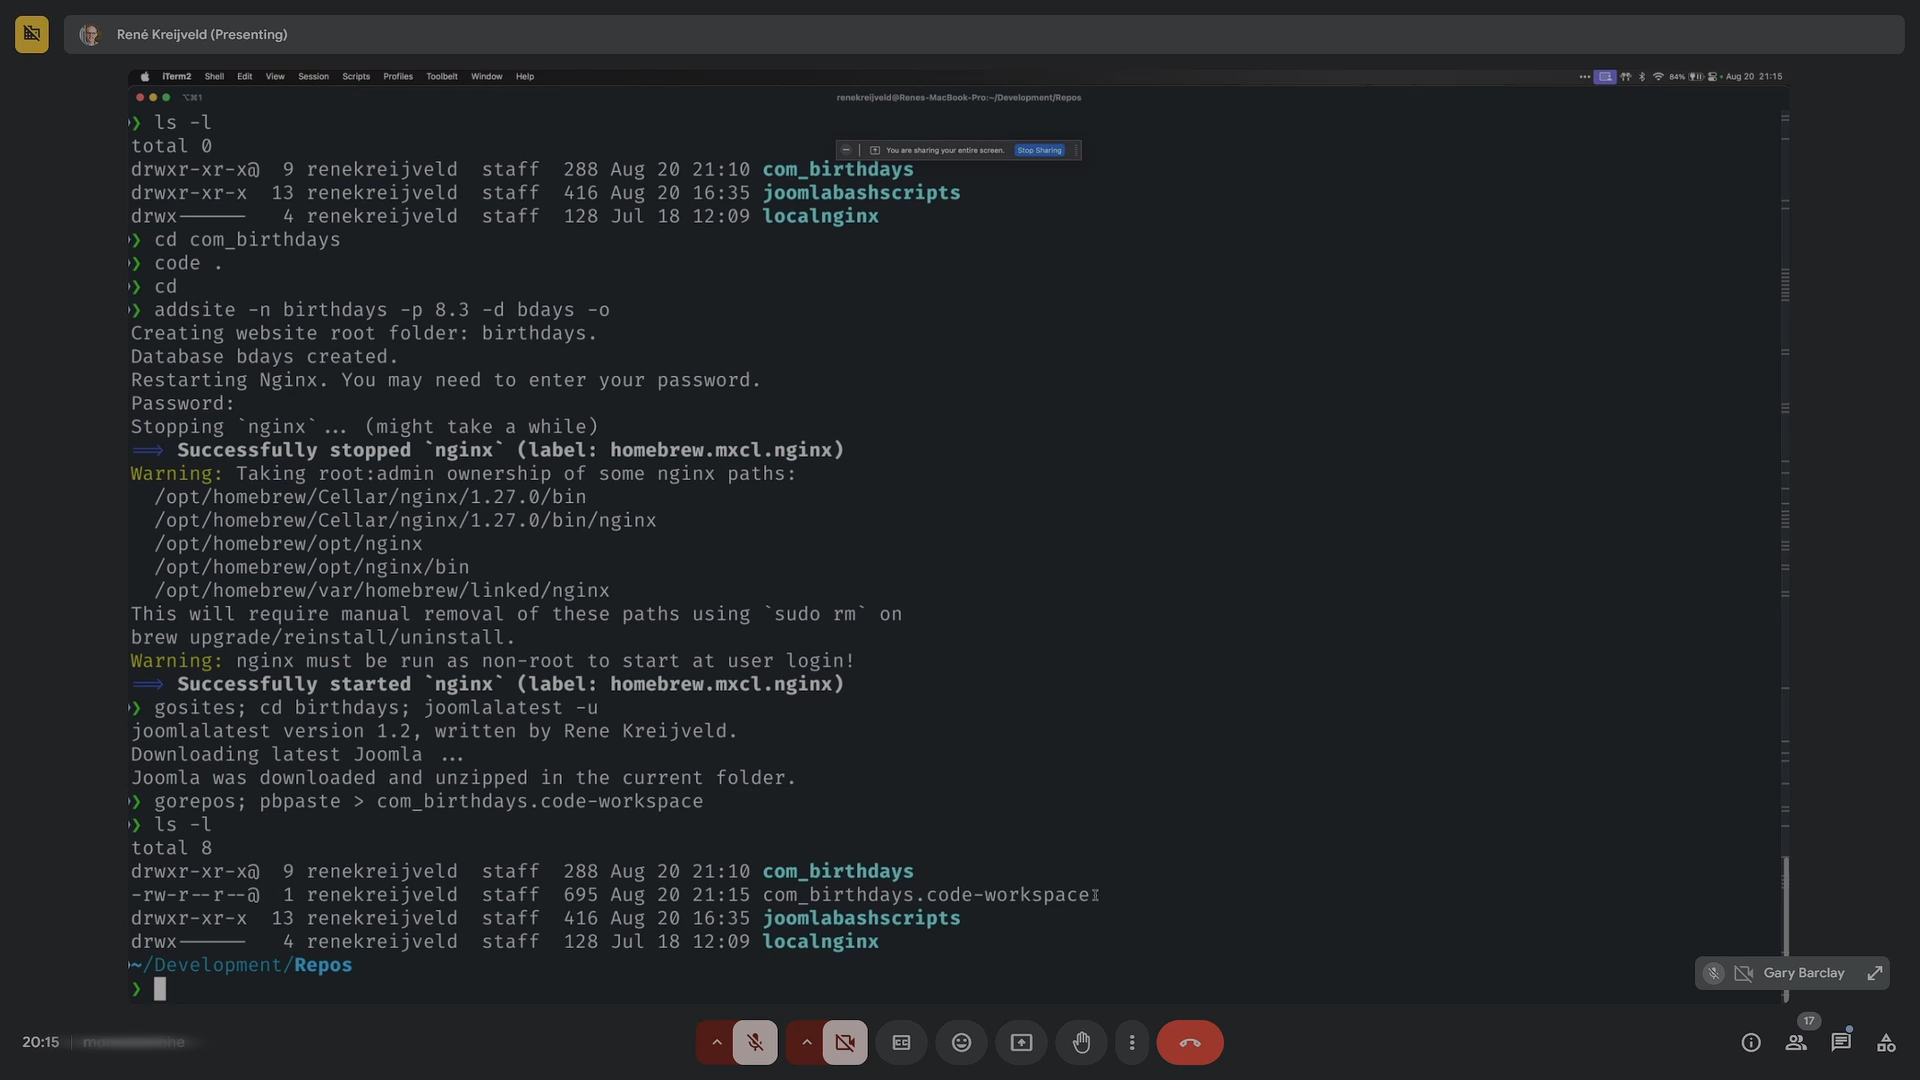 René Kreijveld (Presenting)
iTerm2 Shell Edit View Session Scripts Profiles Toolbelt Window Help
84% Aug 20 21:15
⌥⌘1
renekreijveld@Renes-MacBook-Pro:~/Development/Repos
❯ ls -l
total 0
You are sharing your entire screen. Stop Sharing
drwxr-xr-x@ 9 renekreijveld staff 288 Aug 20 21:10 com_birthdays
drwxr-xr-x 13 renekreijveld staff 416 Aug 20 16:35 joomlabashscripts
drwx------ 4 renekreijveld staff 128 Jul 18 12:09 localnginx
❯ cd com_birthdays
❯ code .
❯ cd
❯ addsite -n birthdays -p 8.3 -d bdays -o
Creating website root folder: birthdays.
Database bdays created.
Restarting Nginx. You may need to enter your password.
Password:
Stopping `nginx`... (might take a while)
==> Successfully stopped `nginx` (label: homebrew.mxcl.nginx)
Warning: Taking root:admin ownership of some nginx paths:
/opt/homebrew/Cellar/nginx/1.27.0/bin
/opt/homebrew/Cellar/nginx/1.27.0/bin/nginx
/opt/homebrew/opt/nginx
/opt/homebrew/opt/nginx/bin
/opt/homebrew/var/homebrew/linked/nginx
This will require manual removal of these paths using `sudo rm` on
brew upgrade/reinstall/uninstall.
Warning: nginx must be run as non-root to start at user login!
==> Successfully started `nginx` (label: homebrew.mxcl.nginx)
❯ gosites; cd birthdays; joomlalatest -u
joomlalatest version 1.2, written by Rene Kreijveld.
Downloading latest Joomla ...
Joomla was downloaded and unzipped in the current folder.
❯ gorepos; pbpaste > com_birthdays.code-workspace
❯ ls -l
total 8
drwxr-xr-x@ 9 renekreijveld staff 288 Aug 20 21:10 com_birthdays
-rw-r--r--@ 1 renekreijveld staff 695 Aug 20 21:15 com_birthdays.code-workspace
drwxr-xr-x 13 renekreijveld staff 416 Aug 20 16:35 joomlabashscripts
drwx------ 4 renekreijveld staff 128 Jul 18 12:09 localnginx
~/Development/Repos
❯
Gary Barclay
17
20:15